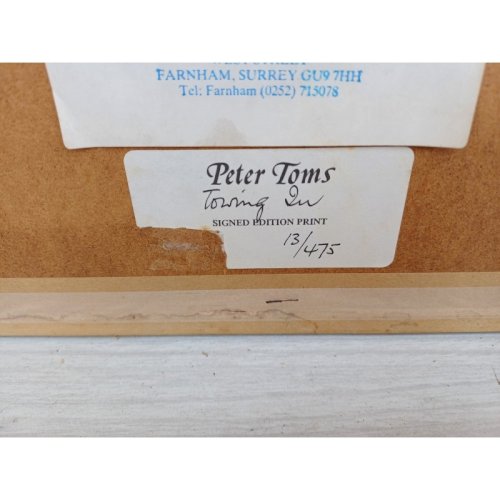 FARNHAM, SURREY GU9 7HH
Tel: Farnham (0252) 715078
Peter Toms
Towing In
SIGNED EDITION PRINT
13/475